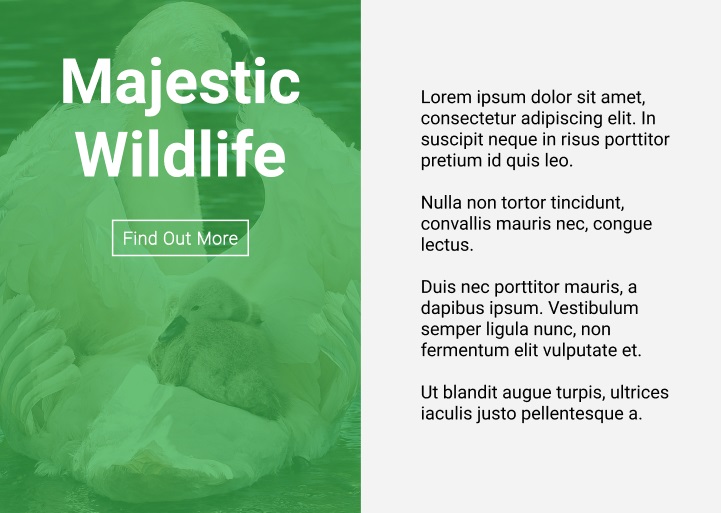 Majestic
Wildlife
Find Out More
Lorem ipsum dolor sit amet,
consectetur adipiscing elit. In
suscipit neque in risus porttitor
pretium id quis leo.
Nulla non tortor tincidunt,
convallis mauris nec, congue
lectus.
Duis nec porttitor mauris, a
dapibus ipsum. Vestibulum
semper ligula nunc, non
fermentum elit vulputate et.
Ut blandit augue turpis, ultrices
iaculis justo pellentesque a.